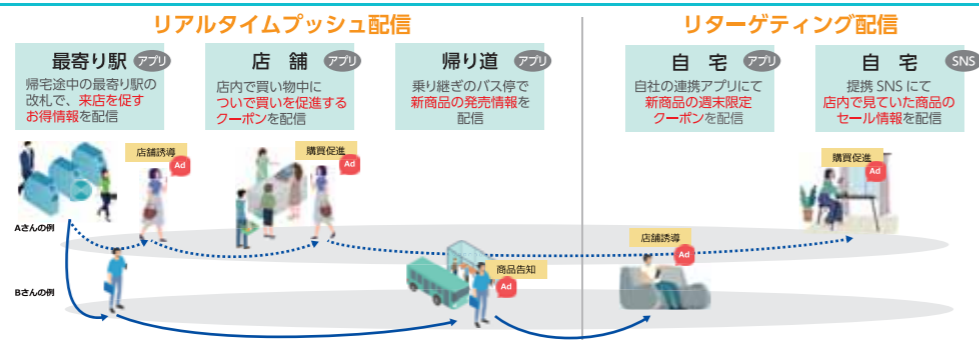 リアルタイムプッシュ配信
リターゲティング配信
最寄り駅 アプリ
帰宅途中の最寄り駅の
改札で、来店を促す
お得情報を配信
店 舗 アプリ
店内で買い物中に
ついで買いを促進する
クーポンを配信
帰り道 アプリ
乗り継ぎのバス停で
新商品の発売情報を
配信
自 宅 アプリ
自社の連携アプリにて
新商品の週末限定
クーポンを配信
自 宅 SNS
提携 SNS にて
店内で見ていた商品の
セール情報を配信
店舗誘導
Ad
購買促進
Ad
購買促進
Ad
Aさんの例
店舗誘導
Ad
商品告知
Ad
Bさんの例